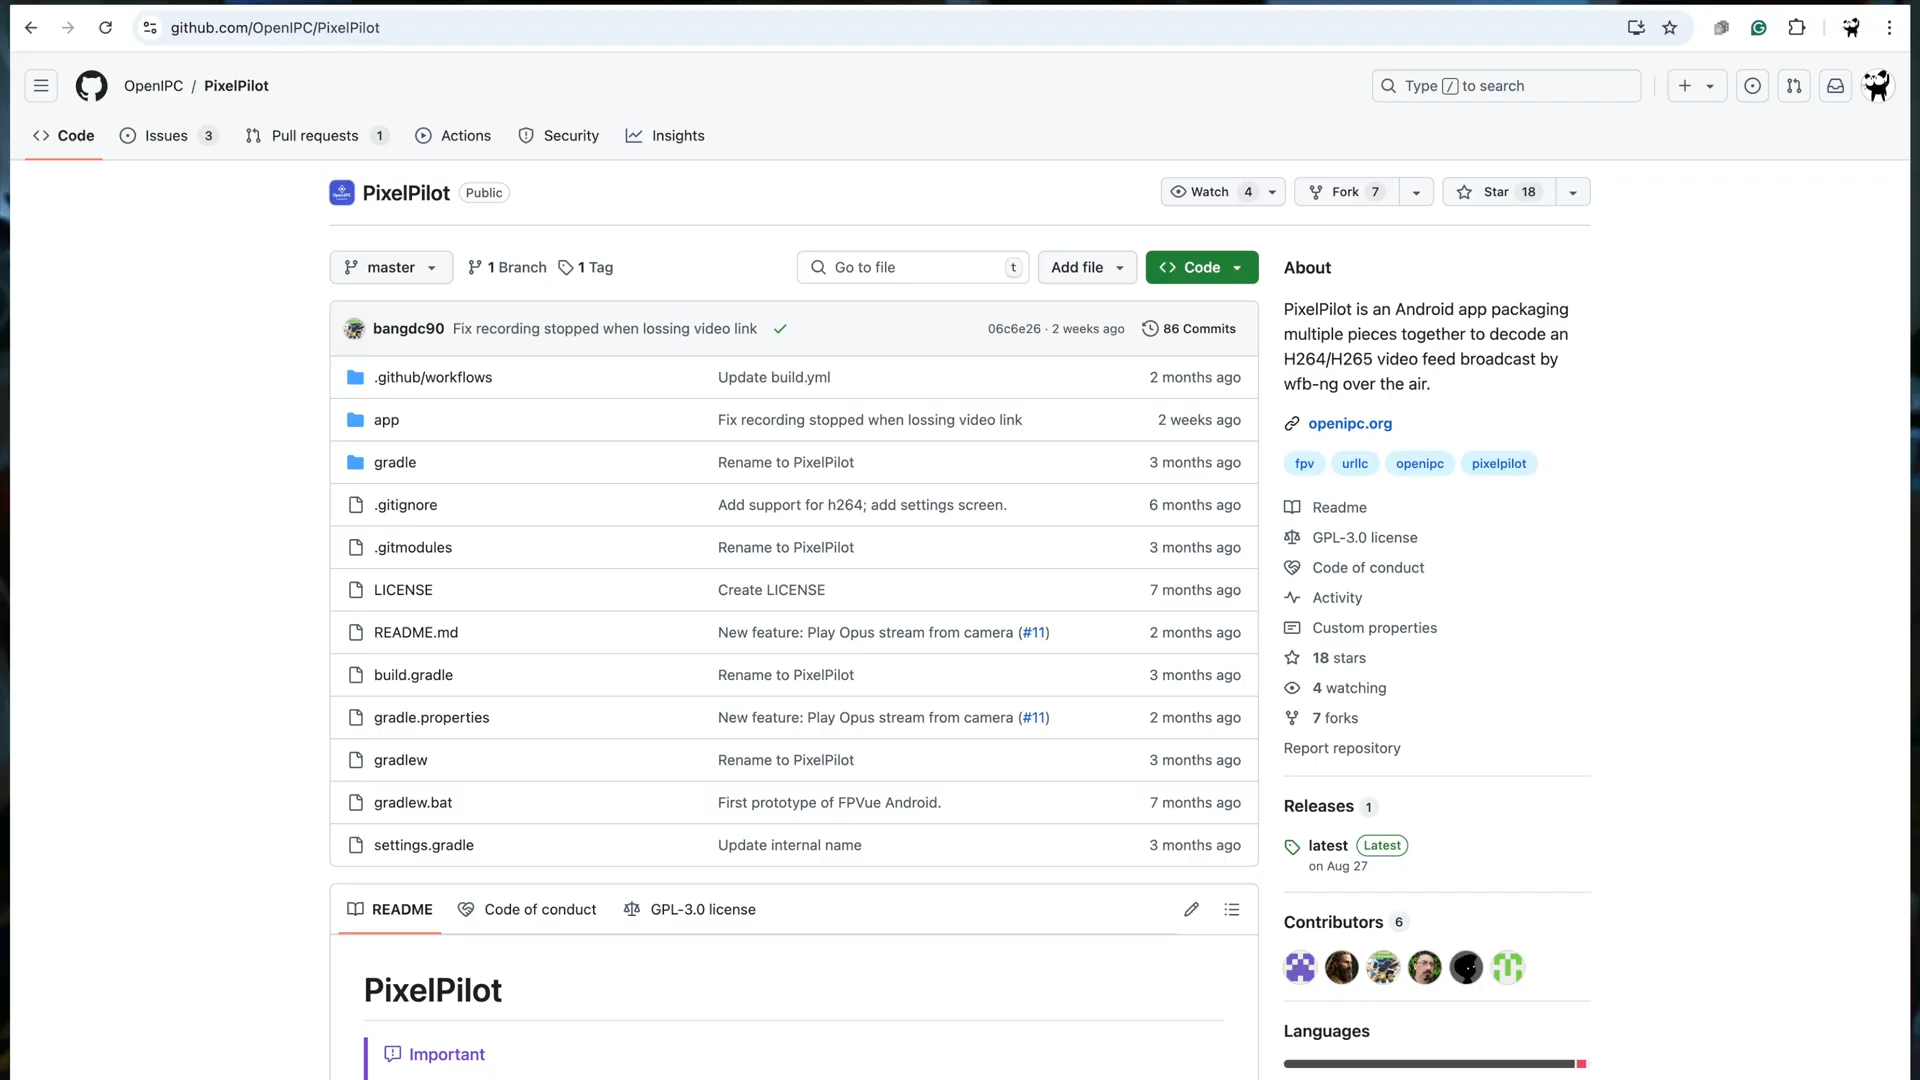 github.com/OpenIPC/PixelPilot
OpenIPC / PixelPilot
Type / to search
Code
Issues 3
Pull requests 1
Actions
Security
Insights
PixelPilot Public
Watch 4
Fork 7
Star 18
master
1 Branch
1 Tag
Go to file t
Add file
Code
bangdc90 Fix recording stopped when lossing video link
06c6e26 · 2 weeks ago
86 Commits
.github/workflows Update build.yml 2 months ago
app Fix recording stopped when lossing video link 2 weeks ago
gradle Rename to PixelPilot 3 months ago
.gitignore Add support for h264; add settings screen. 6 months ago
.gitmodules Rename to PixelPilot 3 months ago
LICENSE Create LICENSE 7 months ago
README.md New feature: Play Opus stream from camera (#11) 2 months ago
build.gradle Rename to PixelPilot 3 months ago
gradle.properties New feature: Play Opus stream from camera (#11) 2 months ago
gradlew Rename to PixelPilot 3 months ago
gradlew.bat First prototype of FPVue Android. 7 months ago
settings.gradle Update internal name 3 months ago
README
Code of conduct
GPL-3.0 license
PixelPilot
Important
About
PixelPilot is an Android app packaging
multiple pieces together to decode an
H264/H265 video feed broadcast by
wfb-ng over the air.
openipc.org
fpv urllc openipc pixelpilot
Readme
GPL-3.0 license
Code of conduct
Activity
Custom properties
18 stars
4 watching
7 forks
Report repository
Releases 1
latest Latest
on Aug 27
Contributors 6
Languages